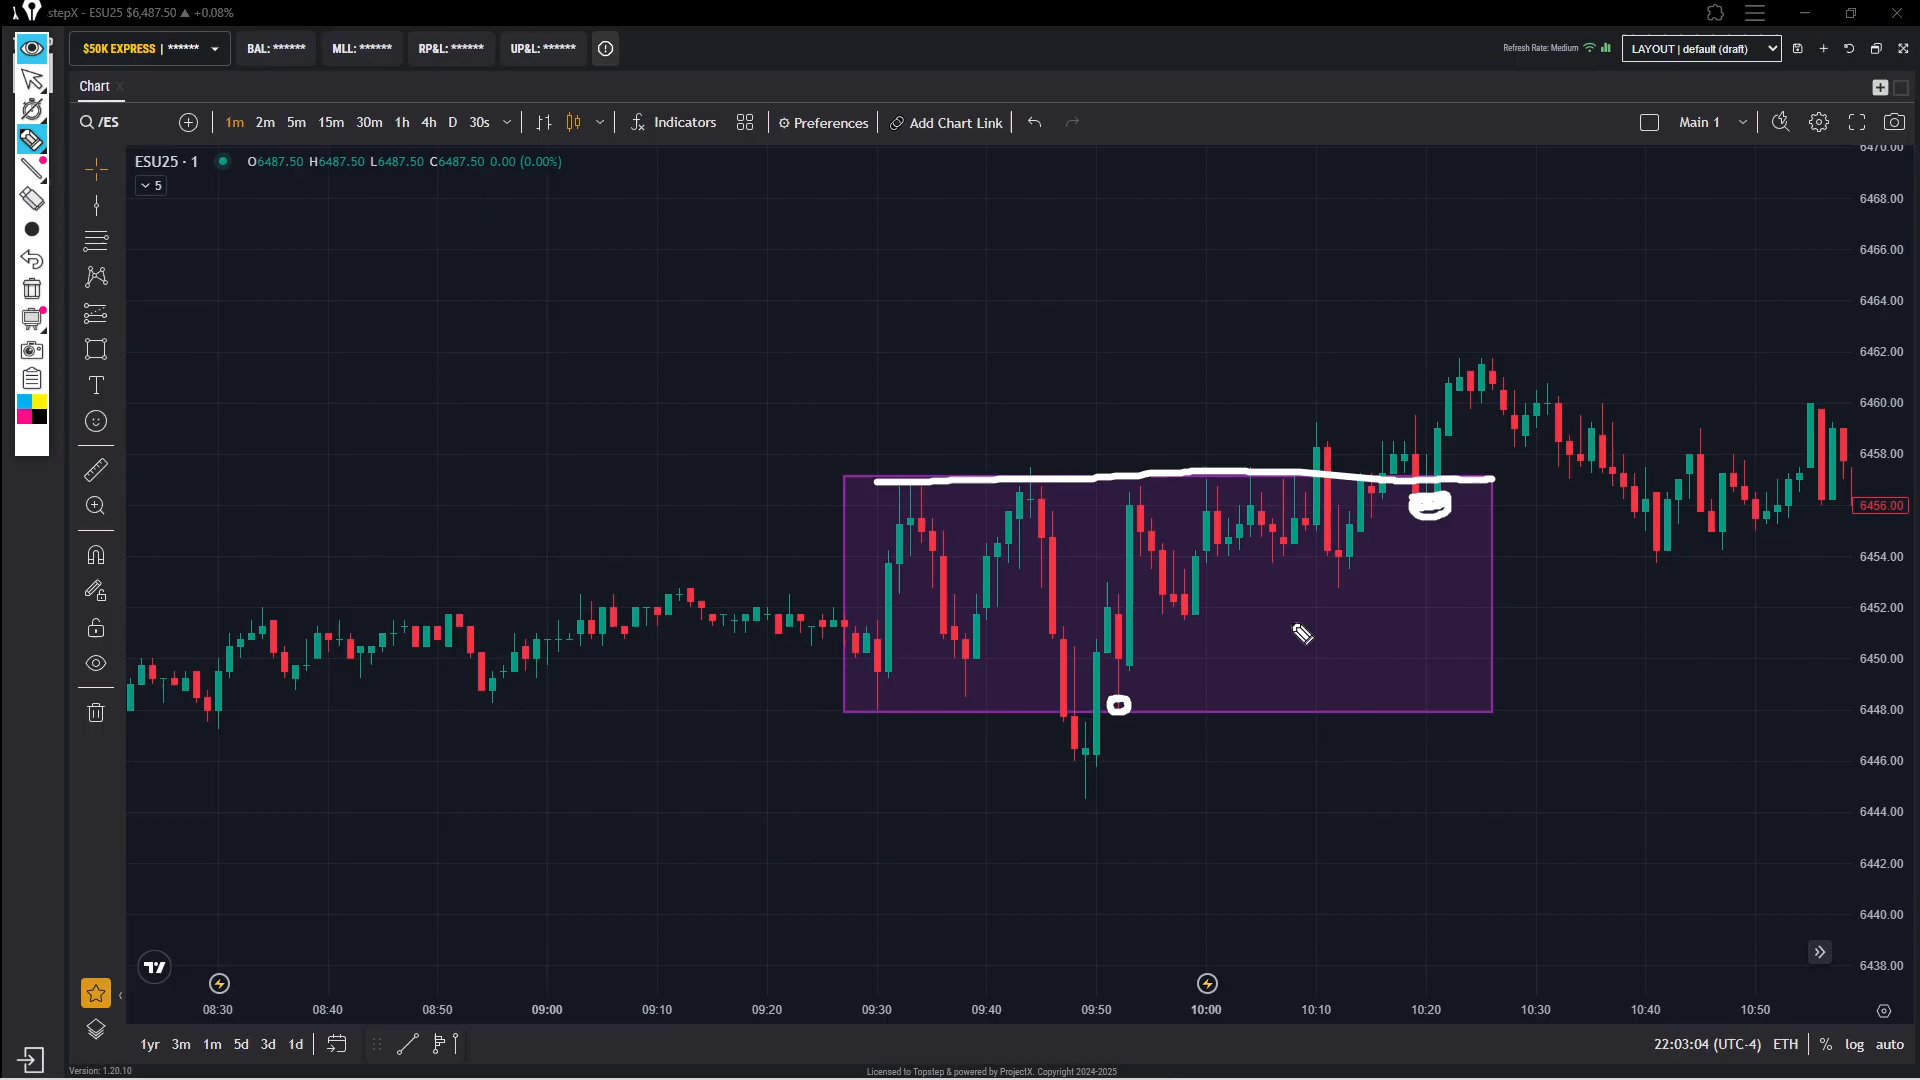 stepX - ESU25 $6,487.50 ▲ +0.08%
$50K EXPRESS | ****** BAL: ****** MLL: ****** RP&L: ****** UP&L: ****** Refresh Rate: Medium LAYOUT | default (draft)
Chart X
/ES 1m 2m 5m 15m 30m 1h 4h D 30s Indicators Preferences Add Chart Link Main 1
ESU25 · 1 O6487.50 H6487.50 L6487.50 C6487.50 0.00 (0.00%)
5
6470.00
6468.00
6466.00
6464.00
6462.00
6460.00
6458.00
6456.00
6454.00
6452.00
6450.00
6448.00
6446.00
6444.00
6442.00
6440.00
6438.00
08:30 08:40 08:50 09:00 09:10 09:20 09:30 09:40 09:50 10:00 10:10 10:20 10:30 10:40 10:50
1yr 3m 1m 5d 3d 1d 22:03:04 (UTC-4) ETH % log auto
Version: 1.20.10 Licensed to Topstep & powered by ProjectX. Copyright 2024-2025